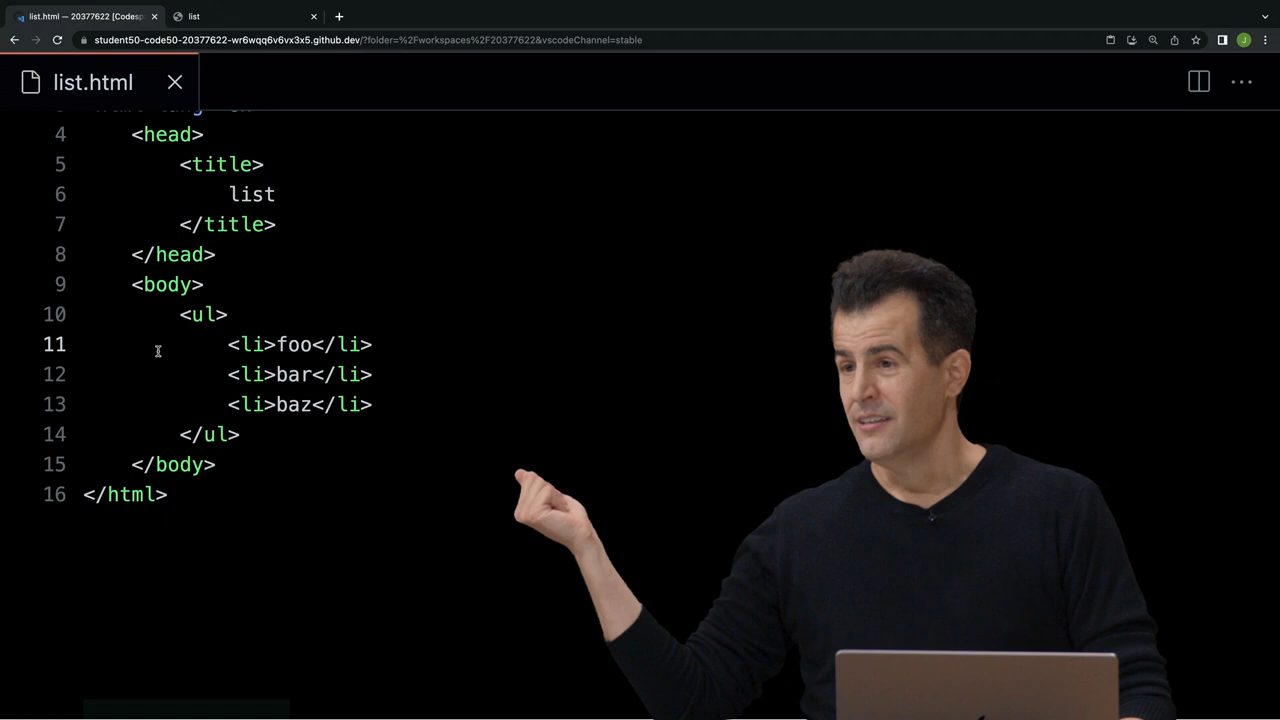 list.html — 20377622 [Codesp
list
student50-code50-20377622-wr6wqq6v6vx3x5.github.dev/?folder=%2Fworkspaces%2F20377622&vscodeChannel=stable
J
list.html
4 <head>
5 <title>
6 list
7 </title>
8 </head>
9 <body>
10 <ul>
11 <li>foo</li>
12 <li>bar</li>
13 <li>baz</li>
14 </ul>
15 </body>
16 </html>